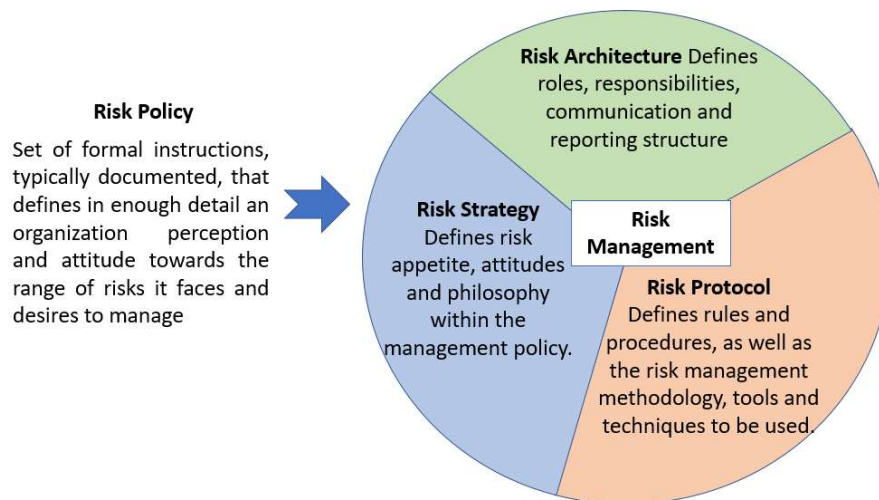 Risk Policy
Set of formal instructions,
typically documented, that
defines in enough detail an
organization perception
and attitude towards the
range of risks it faces and
desires to manage
Risk Architecture Defines
roles, responsibilities,
communication and
reporting structure
Risk Strategy
Defines risk
appetite, attitudes
and philosophy
within the
management policy.
Risk
Management
Risk Protocol
Defines rules and
procedures, as well as
the risk management
methodology, tools and
techniques to be used.